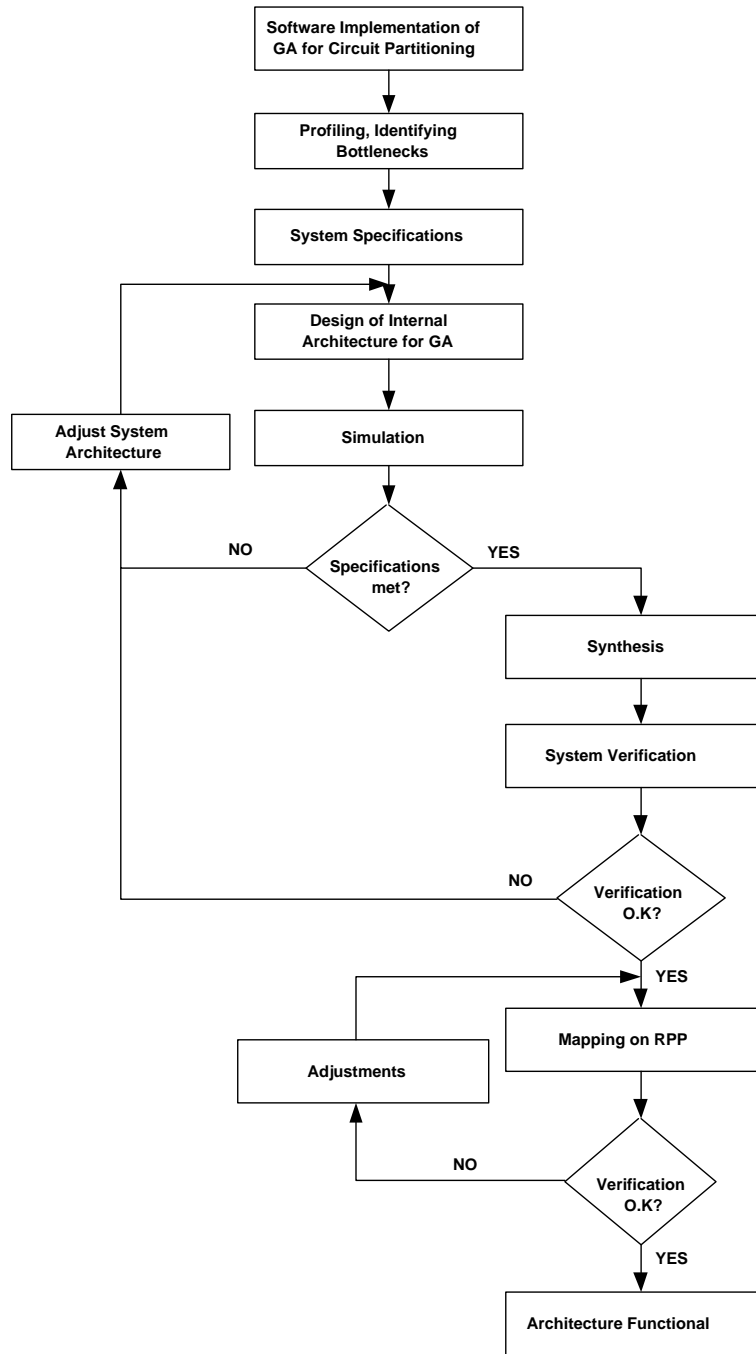 Software Implementation of
GA for Circuit Partitioning
Profiling, Identifying
Bottlenecks
System Specifications
Design of Internal
Architecture for GA
Adjust System
Architecture
Simulation
NO
YES
Specifications
met?
Synthesis
System Verification
NO
Verification
O.K?
YES
Mapping on RPP
Adjustments
NO
Verification
O.K?
YES
Architecture Functional